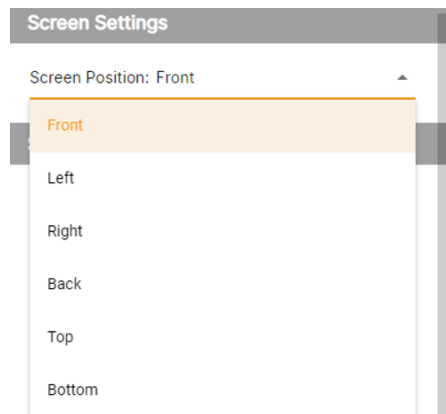 Screen Settings
Screen Position: Front
Front
Left
Right
Back
Top
Bottom